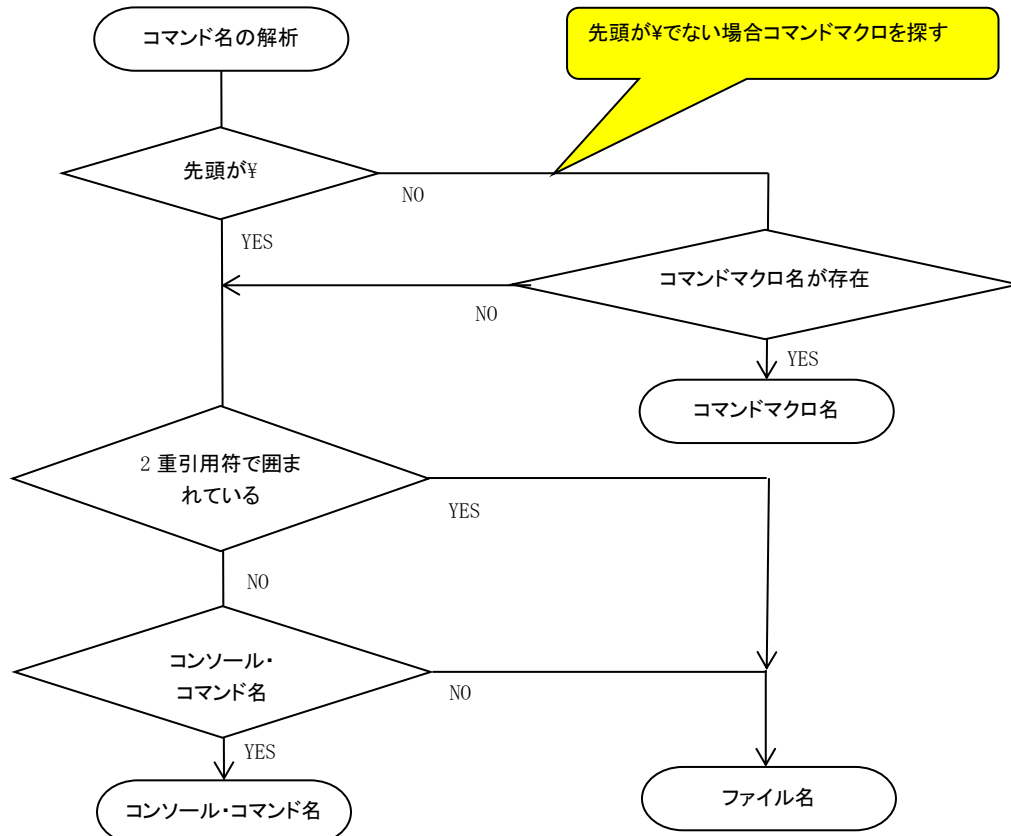 コマンド名の解析
先頭が¥でない場合コマンドマクロを探す
先頭が¥
NO
YES
コマンドマクロ名が存在
NO
YES
コマンドマクロ名
2 重引用符で囲ま
れている
YES
NO
コンソール・
コマンド名
NO
YES
コンソール・コマンド名
ファイル名